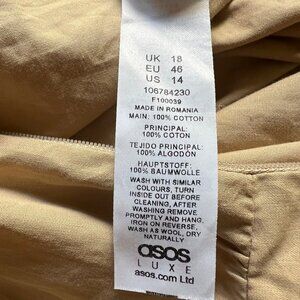 UK 18
EU 46
US 14
106784230
F100039
MADE IN ROMANIA
MAIN: 100% COTTON
PRINCIPAL:
100% COTON
TEJIDO PRINCIPAL:
100% ALGODÓN
HAUPTSTOFF:
100% BAUMWOLLE
WASH WITH SIMILAR
COLOURS, TURN
INSIDE OUT BEFORE
CLEANING, AFTER
WASHING REMOVE
PROMPTLY AND HANG,
IRON ON REVERSE,
WASH AS WOOL, DRY
NATURALLY
asos
LUXE
asos.com Ltd